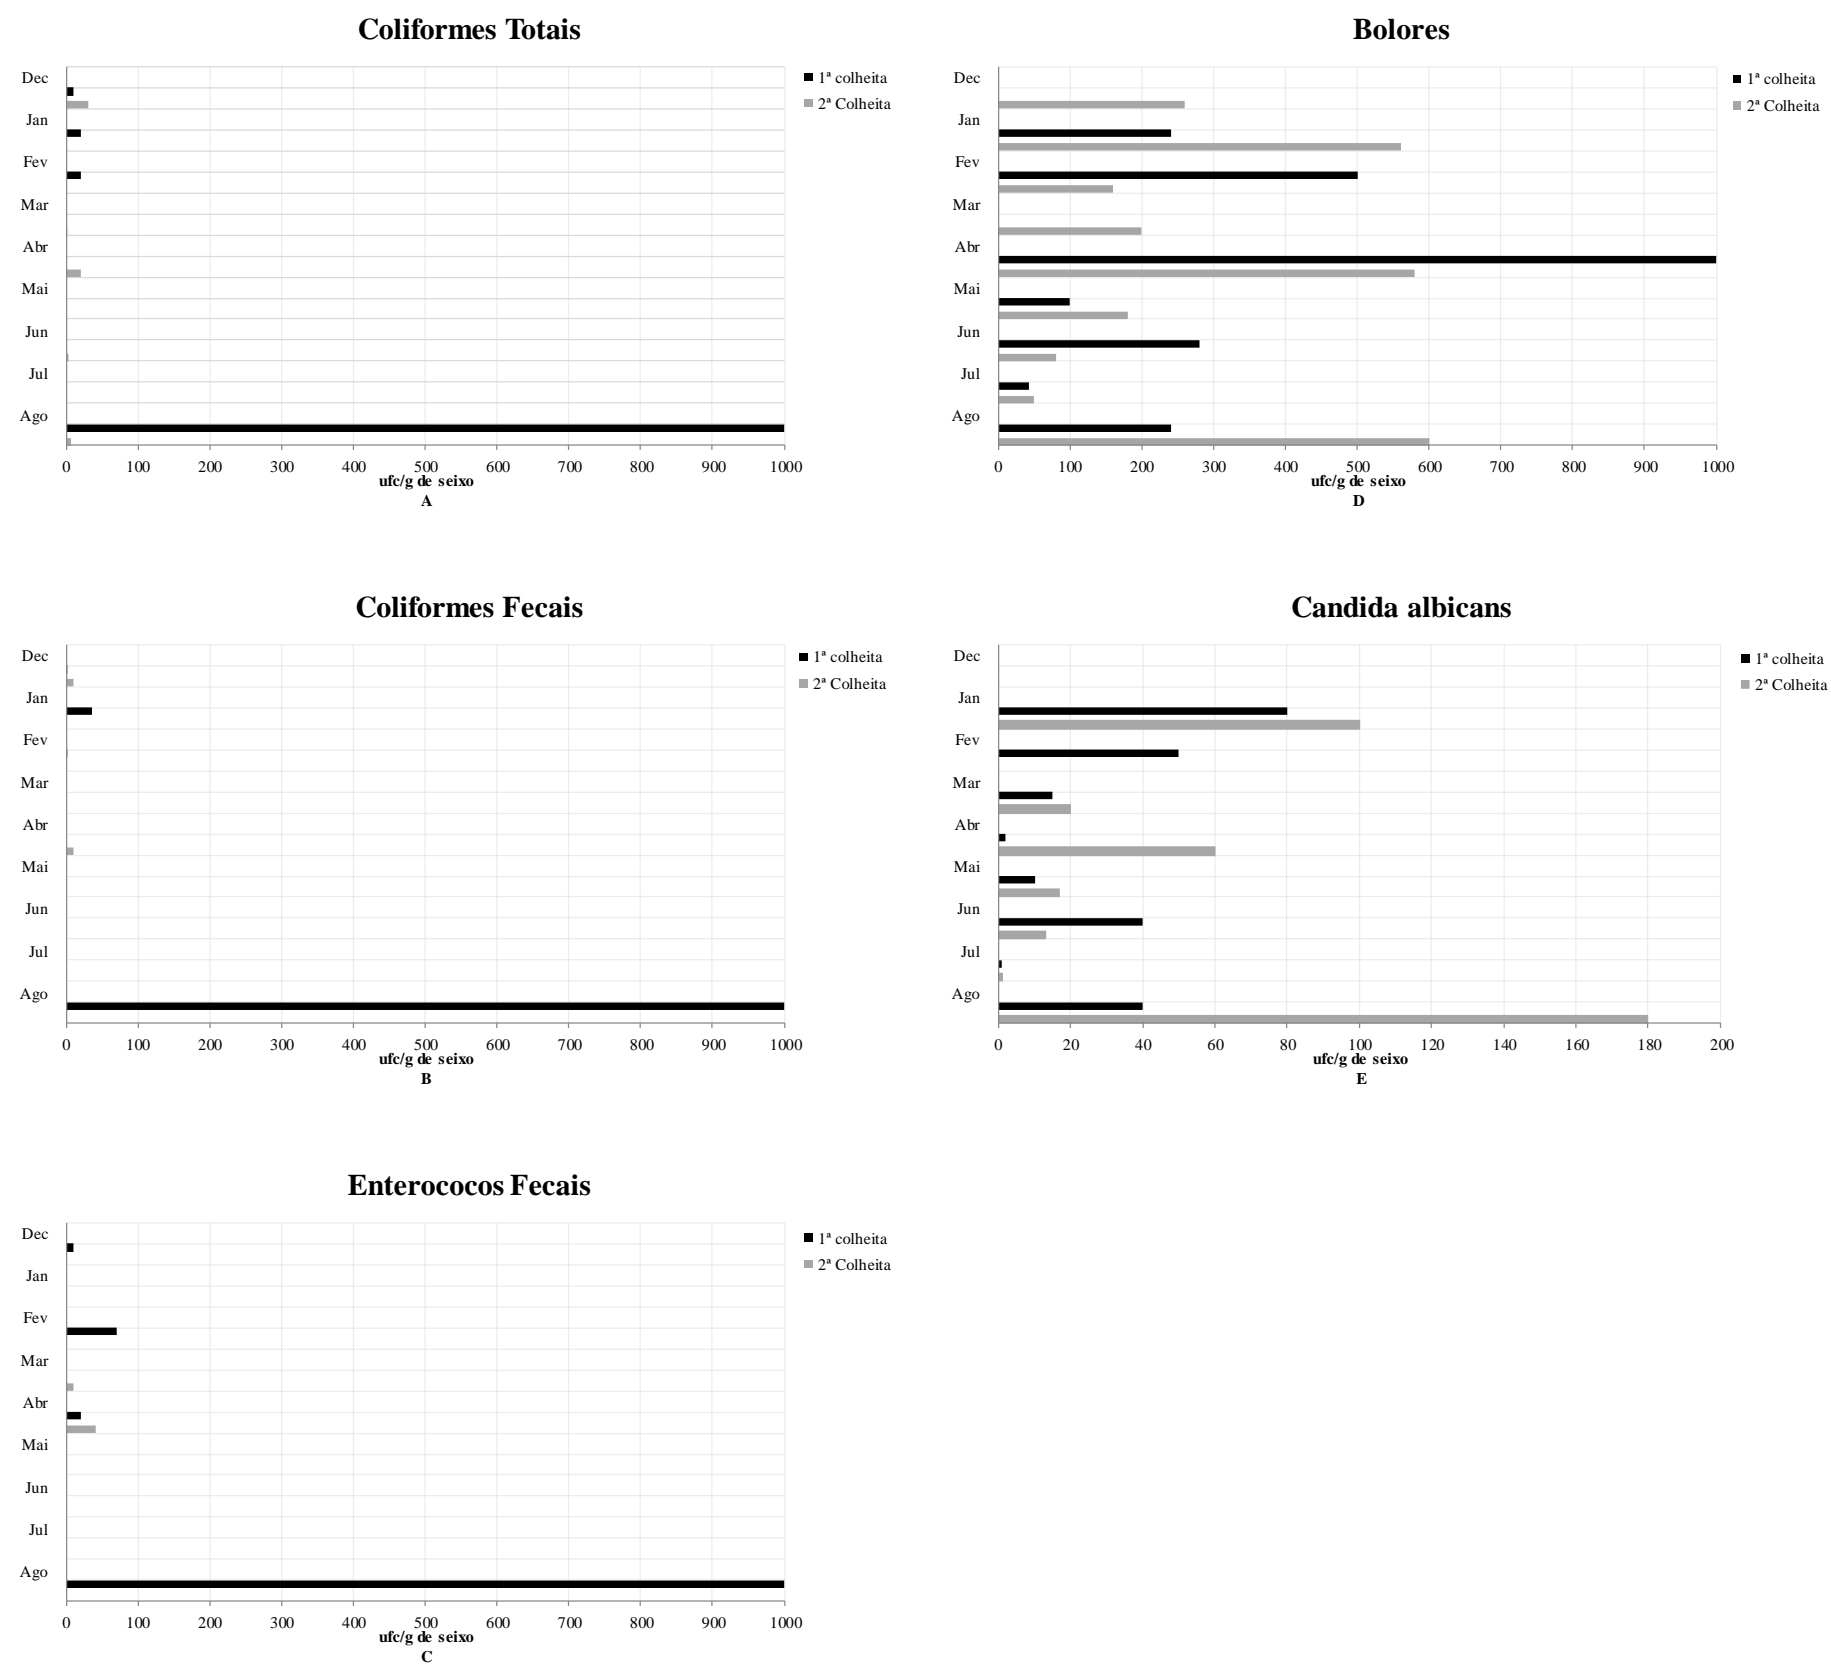 Coliformes Totais
Dec
Jan
Fev
Mar
Abr
Mai
Jun
Jul
Ago
0 100 200 300 400 500 600 700 800 900 1000
ufc/g de seixo
A
1ª colheita
2ª Colheita
Bolores
Dec
Jan
Fev
Mar
Abr
Mai
Jun
Jul
Ago
0 100 200 300 400 500 600 700 800 900 1000
ufc/g de seixo
D
1ª colheita
2ª Colheita
Coliformes Fecais
Dec
Jan
Fev
Mar
Abr
Mai
Jun
Jul
Ago
0 100 200 300 400 500 600 700 800 900 1000
ufc/g de seixo
B
1ª colheita
2ª Colheita
Candida albicans
Dec
Jan
Fev
Mar
Abr
Mai
Jun
Jul
Ago
0 20 40 60 80 100 120 140 160 180 200
ufc/g de seixo
E
1ª colheita
2ª Colheita
Enterococos Fecais
Dec
Jan
Fev
Mar
Abr
Mai
Jun
Jul
Ago
0 100 200 300 400 500 600 700 800 900 1000
ufc/g de seixo
C
1ª colheita
2ª Colheita